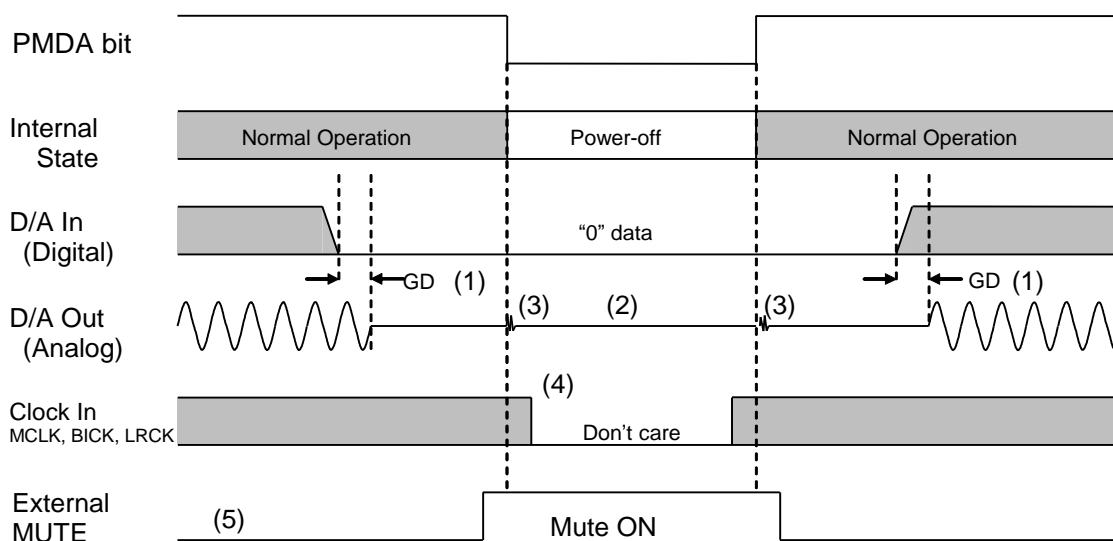 PMDA bit
Internal
State
Normal Operation Power-off Normal Operation
D/A In
(Digital)
“0” data
GD (1) GD (1)
D/A Out
(Analog)
(3) (2) (3)
(4)
Clock In
MCLK, BICK, LRCK
Don’t care
External
MUTE
(5)
Mute ON